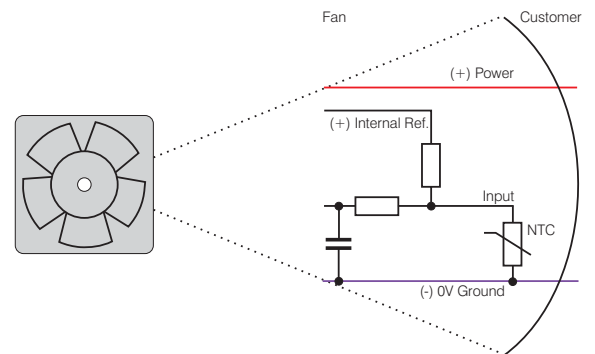 Fan
Customer
(+) Power
(+) Internal Ref.
Input
NTC
(-) 0V Ground